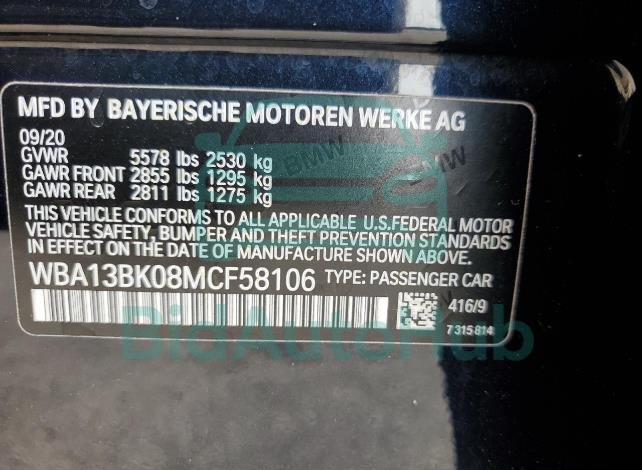 MFD BY BAYERISCHE MOTOREN WERKE AG
09/20
GVWR 5578 lbs 2530 kg
GAWR FRONT 2855 lbs 1295 kg
GAWR REAR 2811 lbs 1275 kg
BMW BMW
THIS VEHICLE CONFORMS TO ALL APPLICABLE U.S.FEDERAL MOTOR
VEHICLE SAFETY, BUMPER AND THEFT PREVENTION STANDARDS
IN EFFECT ON THE DATE OF MANUFACTURE SHOWN ABOVE.
WBA13BK08MCF58106 TYPE: PASSENGER CAR
416/9
7 315 814
BidAutoHub